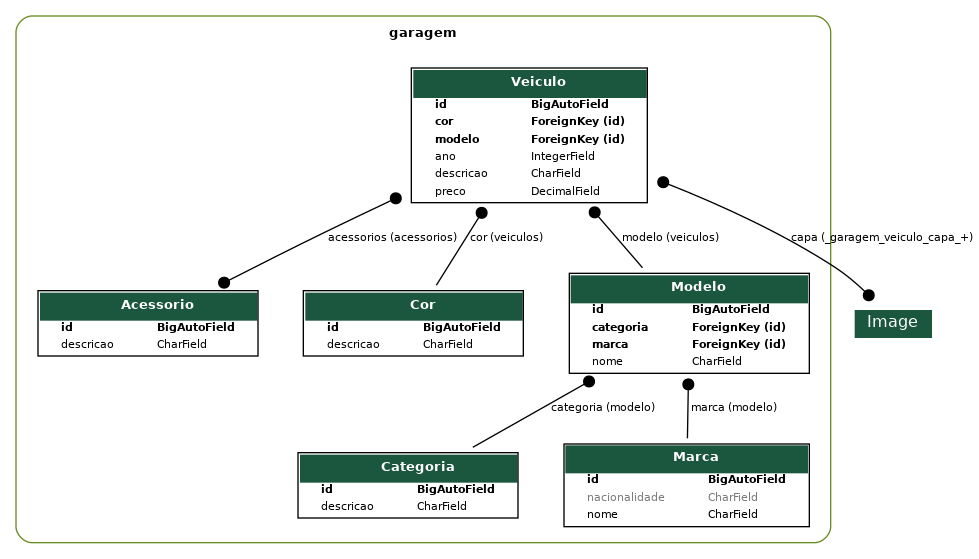 garagem
Veiculo
id BigAutoField
cor ForeignKey (id)
modelo ForeignKey (id)
ano IntegerField
descricao CharField
preco DecimalField
acessorios (acessorios) cor (veiculos) modelo (veiculos) capa (_garagem_veiculo_capa_+)
Acessorio
id BigAutoField
descricao CharField
Cor
id BigAutoField
descricao CharField
Modelo
id BigAutoField
categoria ForeignKey (id)
marca ForeignKey (id)
nome CharField
Image
categoria (modelo) marca (modelo)
Categoria
id BigAutoField
descricao CharField
Marca
id BigAutoField
nacionalidade CharField
nome CharField